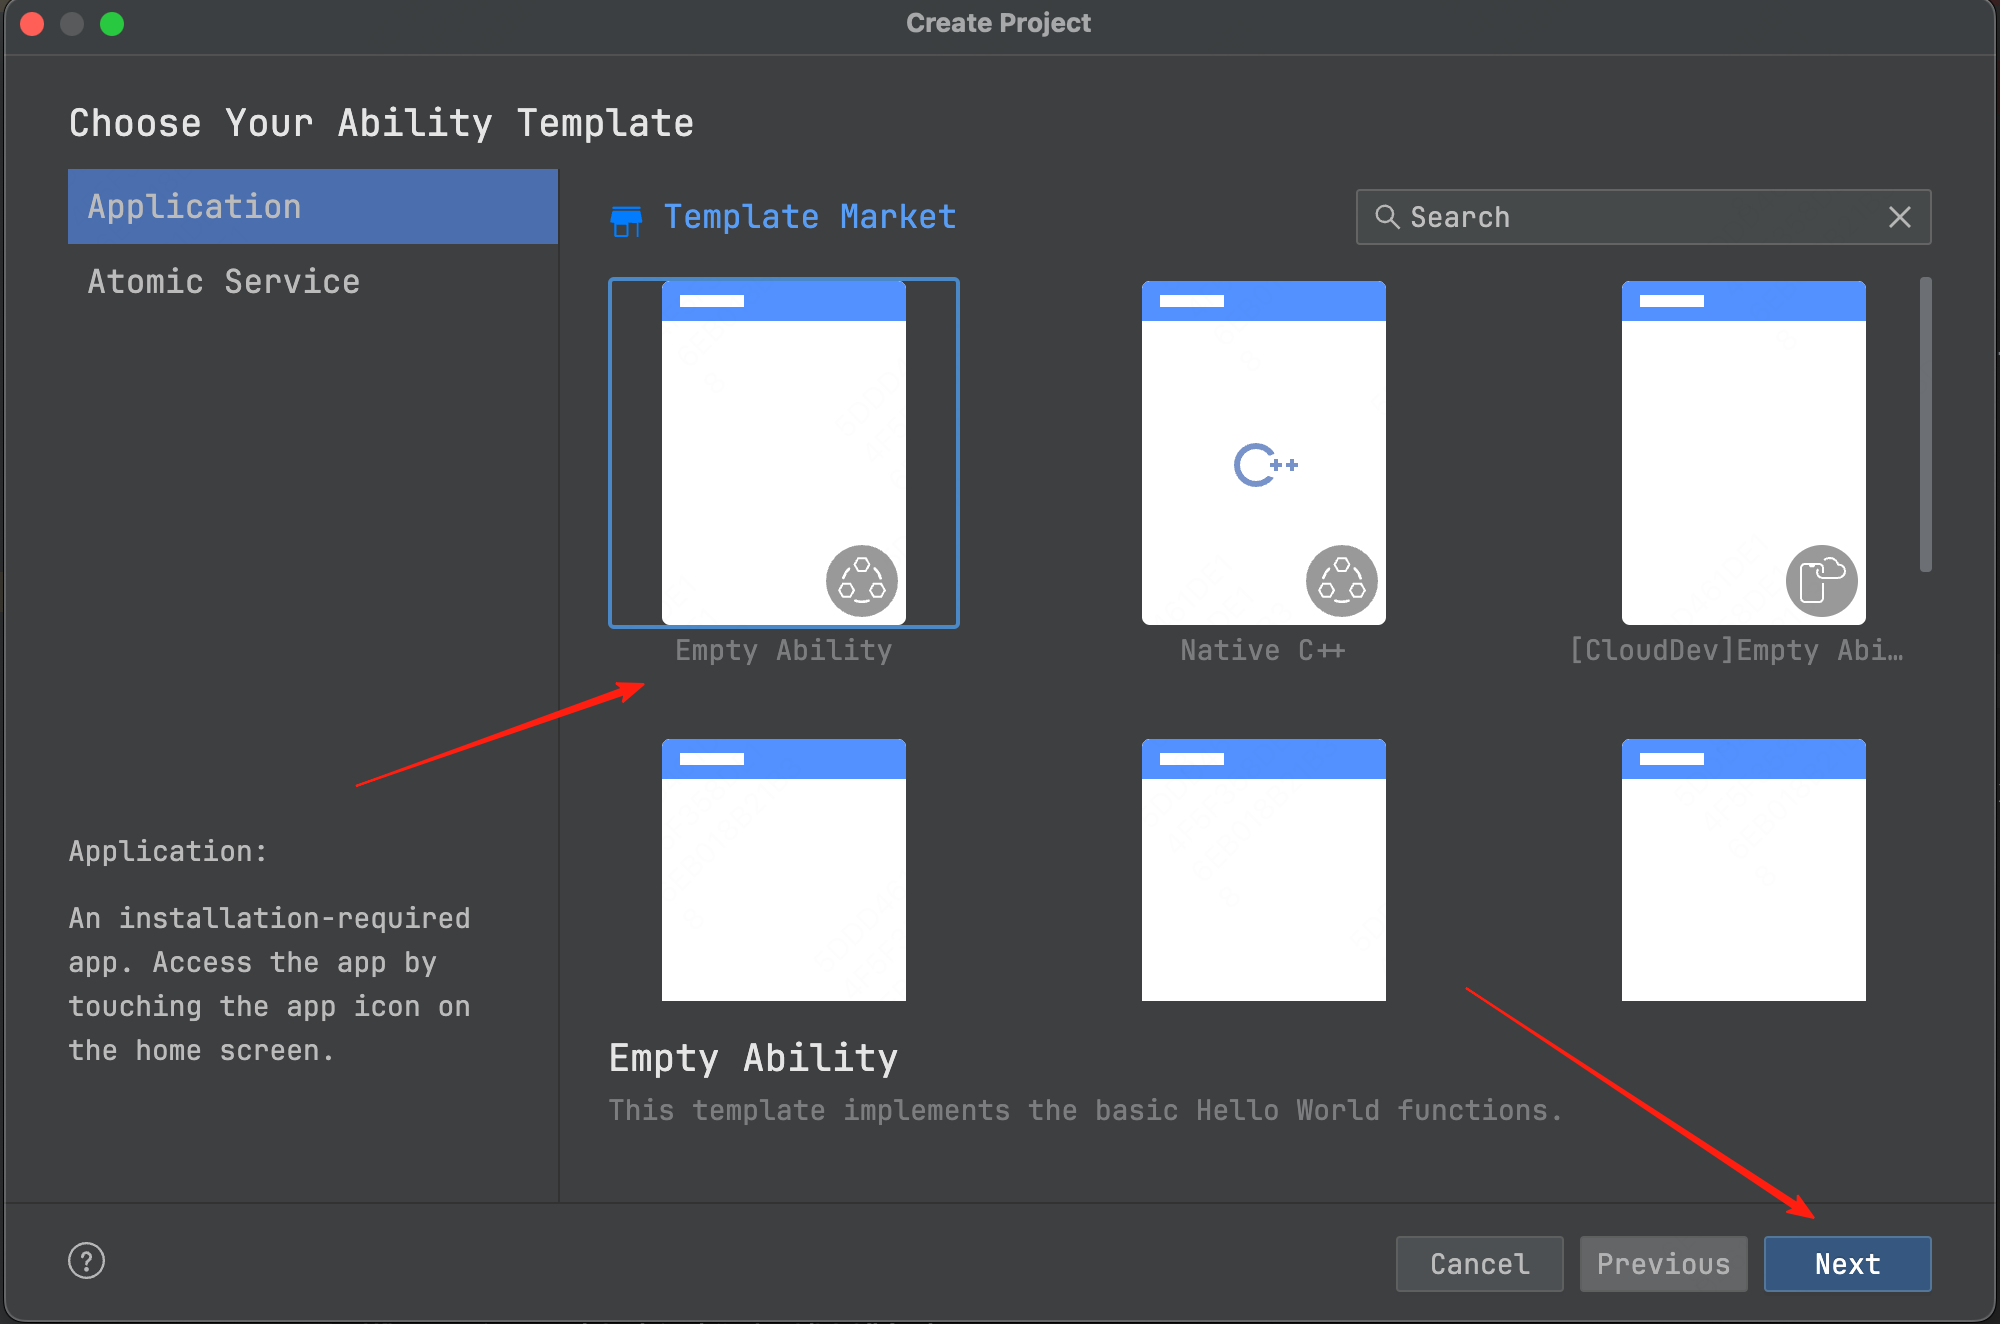 Create Project
Choose Your Ability Template
Application
Atomic Service
Template Market
Search
C++
Empty Ability
Native C++
[CloudDev]Empty Abi…
Application:
An installation-required
app. Access the app by
touching the app icon on
the home screen.
Empty Ability
This template implements the basic Hello World functions.
?
Cancel
Previous
Next